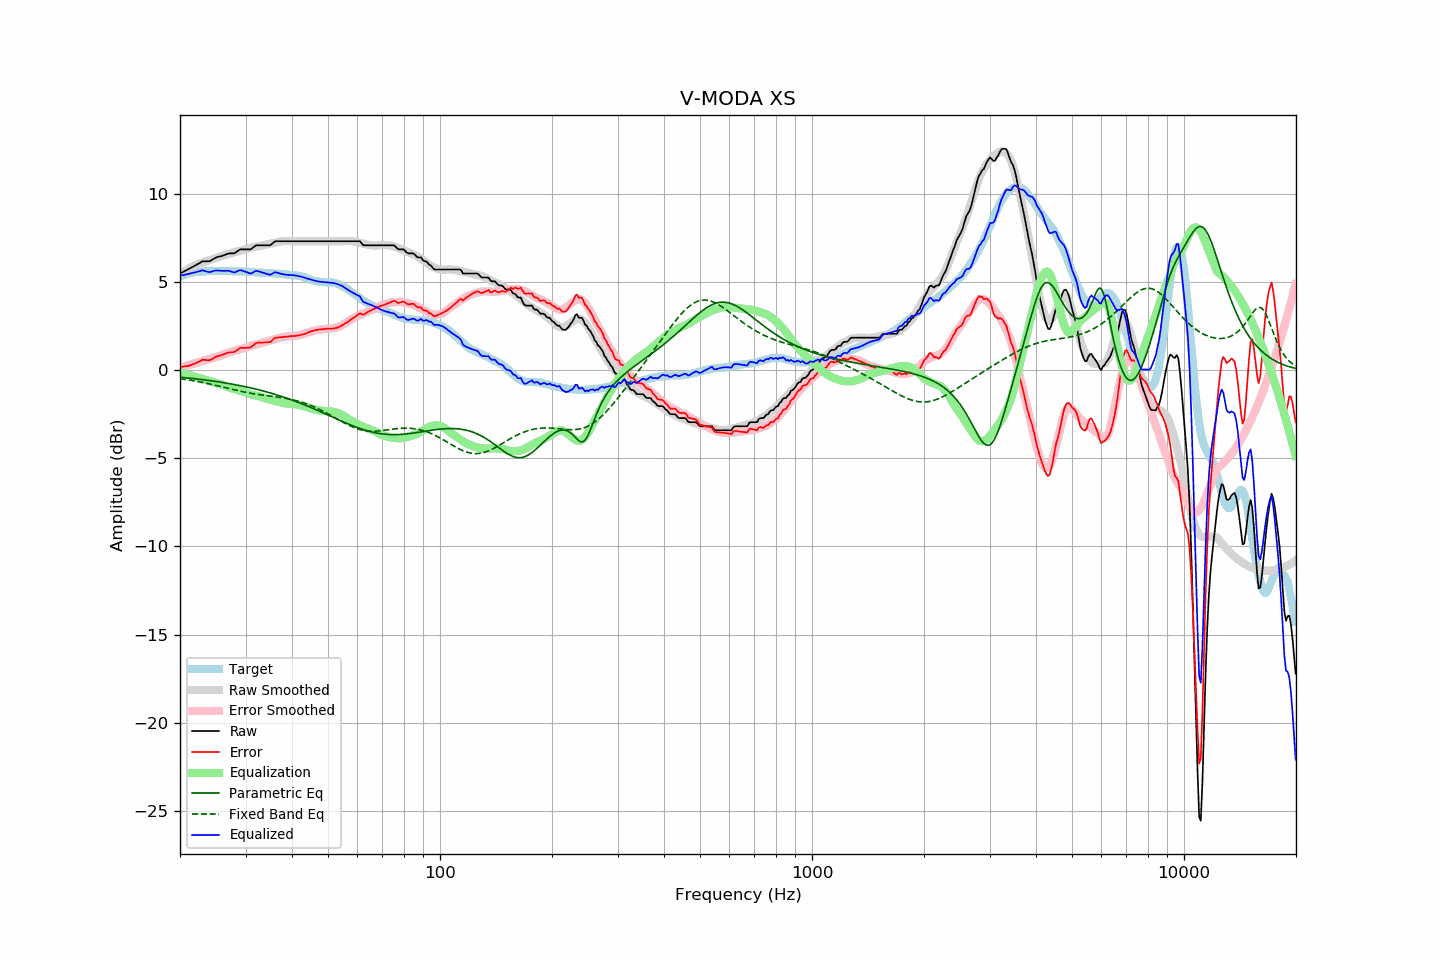 V-MODA XS
10
5
0
−5
−10
−15
−20
−25
Amplitude (dBr)
100
1000
10000
Frequency (Hz)
Target
Raw Smoothed
Error Smoothed
Raw
Error
Equalization
Parametric Eq
Fixed Band Eq
Equalized